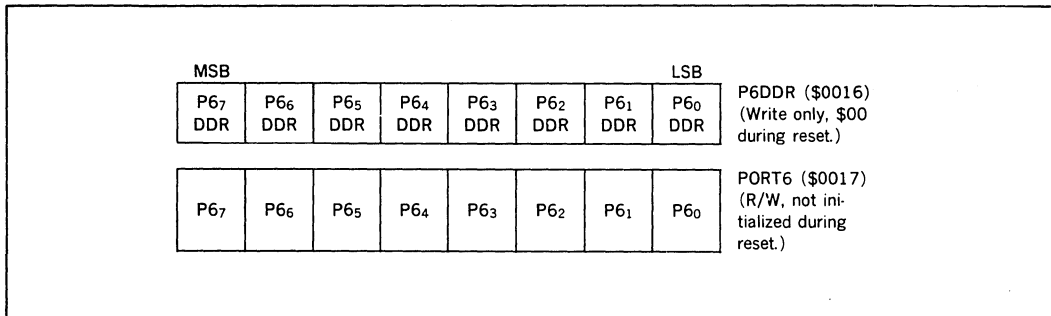 MSB LSB
P6₇ DDR P6₆ DDR P6₅ DDR P6₄ DDR P6₃ DDR P6₂ DDR P6₁ DDR P6₀ DDR
P6DDR ($0016)
(Write only, $00
during reset.)
P6₇ P6₆ P6₅ P6₄ P6₃ P6₂ P6₁ P6₀
PORT6 ($0017)
(R/W, not ini-
tialized during
reset.)